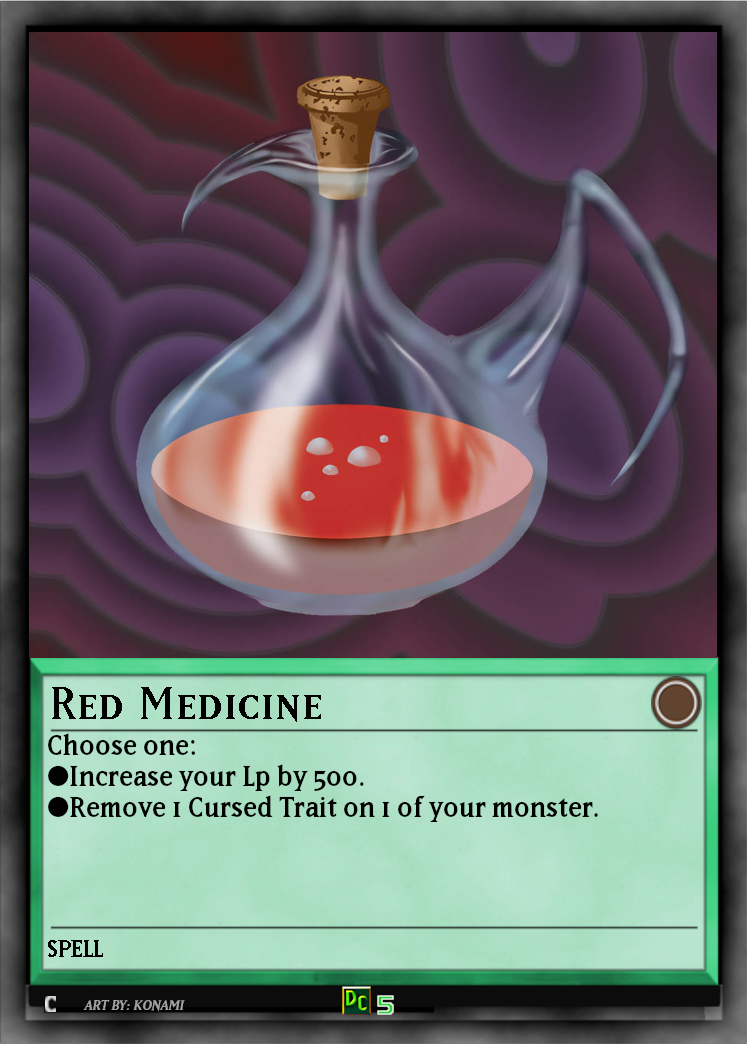 Red Medicine
Choose one:
●Increase your Lp by 500.
●Remove 1 Cursed Trait on 1 of your monster.
SPELL
C ART BY: KONAMI DC 5